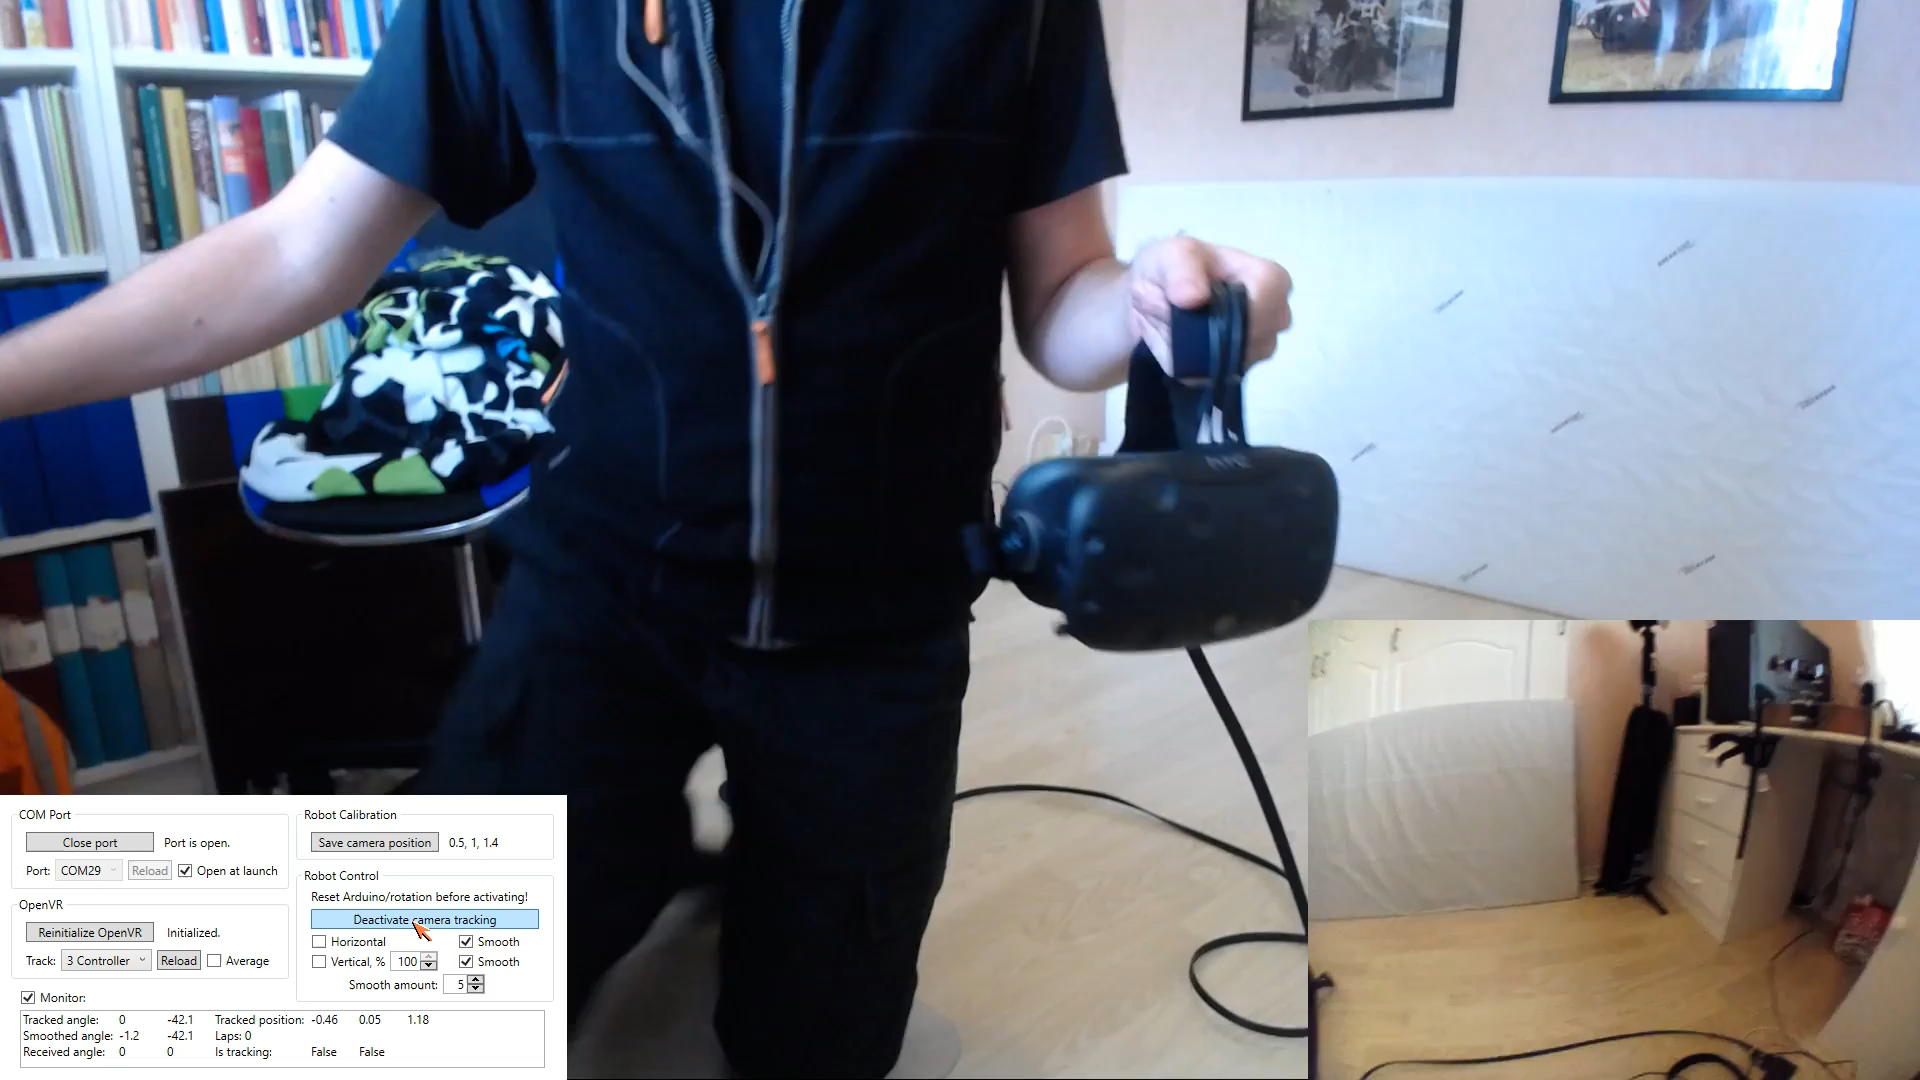 COM Port
Close port
Port is open.
Port:
COM29
Reload
Open at launch
OpenVR
Reinitialize OpenVR
Initialized.
Track:
3 Controller
Reload
Average
Robot Calibration
Save camera position
0.5, 1, 1.4
Robot Control
Reset Arduino/rotation before activating!
Deactivate camera tracking
Horizontal
Smooth
Vertical, %
100
Smooth
Smooth amount:
5
Monitor:
Tracked angle: 0 -42.1 Tracked position: -0.46 0.05 1.18
Smoothed angle: -1.2 -42.1 Laps: 0
Received angle: 0 0 Is tracking: False False